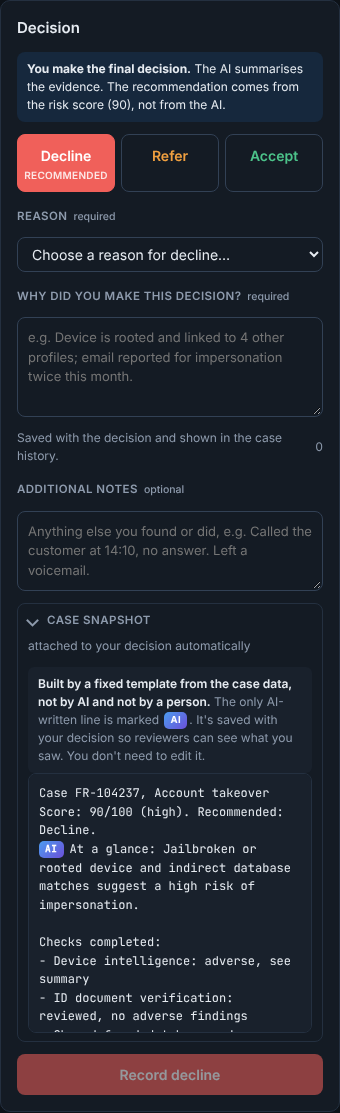 Decision
You make the final decision. The AI summarises
the evidence. The recommendation comes from
the risk score (90), not from the AI.
Decline
RECOMMENDED
Refer
Accept
REASON required
Choose a reason for decline...
WHY DID YOU MAKE THIS DECISION? required
e.g. Device is rooted and linked to 4 other
profiles; email reported for impersonation
twice this month.
Saved with the decision and shown in the case
history.
0
ADDITIONAL NOTES optional
Anything else you found or did, e.g. Called the
customer at 14:10, no answer. Left a
voicemail.
CASE SNAPSHOT
attached to your decision automatically
Built by a fixed template from the case data,
not by AI and not by a person. The only AI-
written line is marked AI . It's saved with
your decision so reviewers can see what you
saw. You don't need to edit it.
Case FR-104237, Account takeover
Score: 90/100 (high). Recommended:
Decline.
AI At a glance: Jailbroken or
rooted device and indirect database
matches suggest a high risk of
impersonation.
Checks completed:
- Device intelligence: adverse, see
summary
- ID document verification:
reviewed, no adverse findings
Record decline